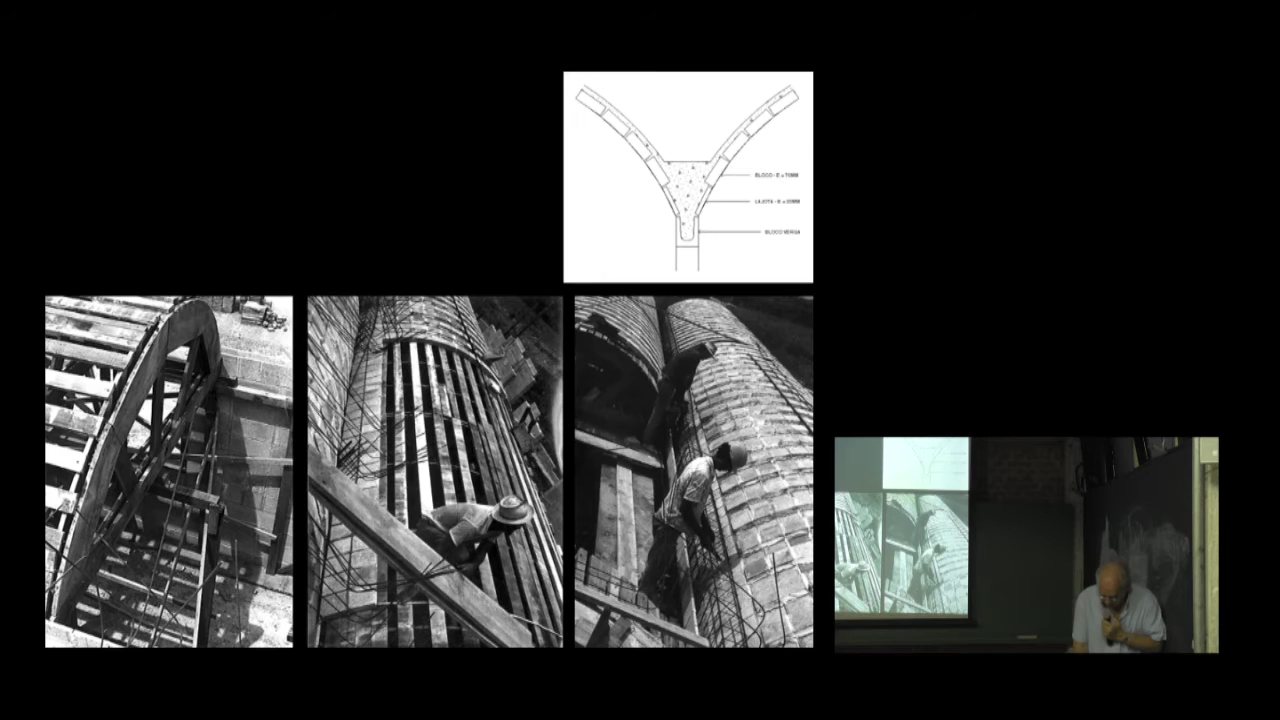 BLOCO - E = 70MM
LAJOTA - E = 20MM
BLOCO VERGA